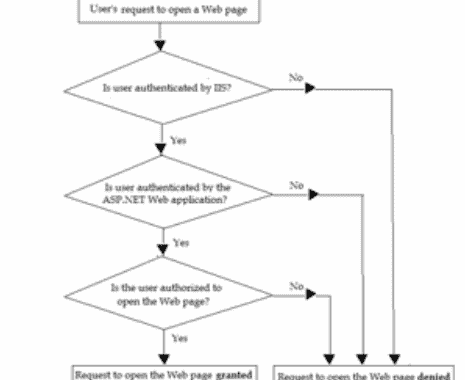 User's request to open a Web page
Is user authenticated by IIS?
No
Yes
Is user authenticated by the
ASP.NET Web application?
No
Yes
Is the user authorized to
open the Web page?
No
Yes
Request to open the Web page granted
Request to open the Web page denied